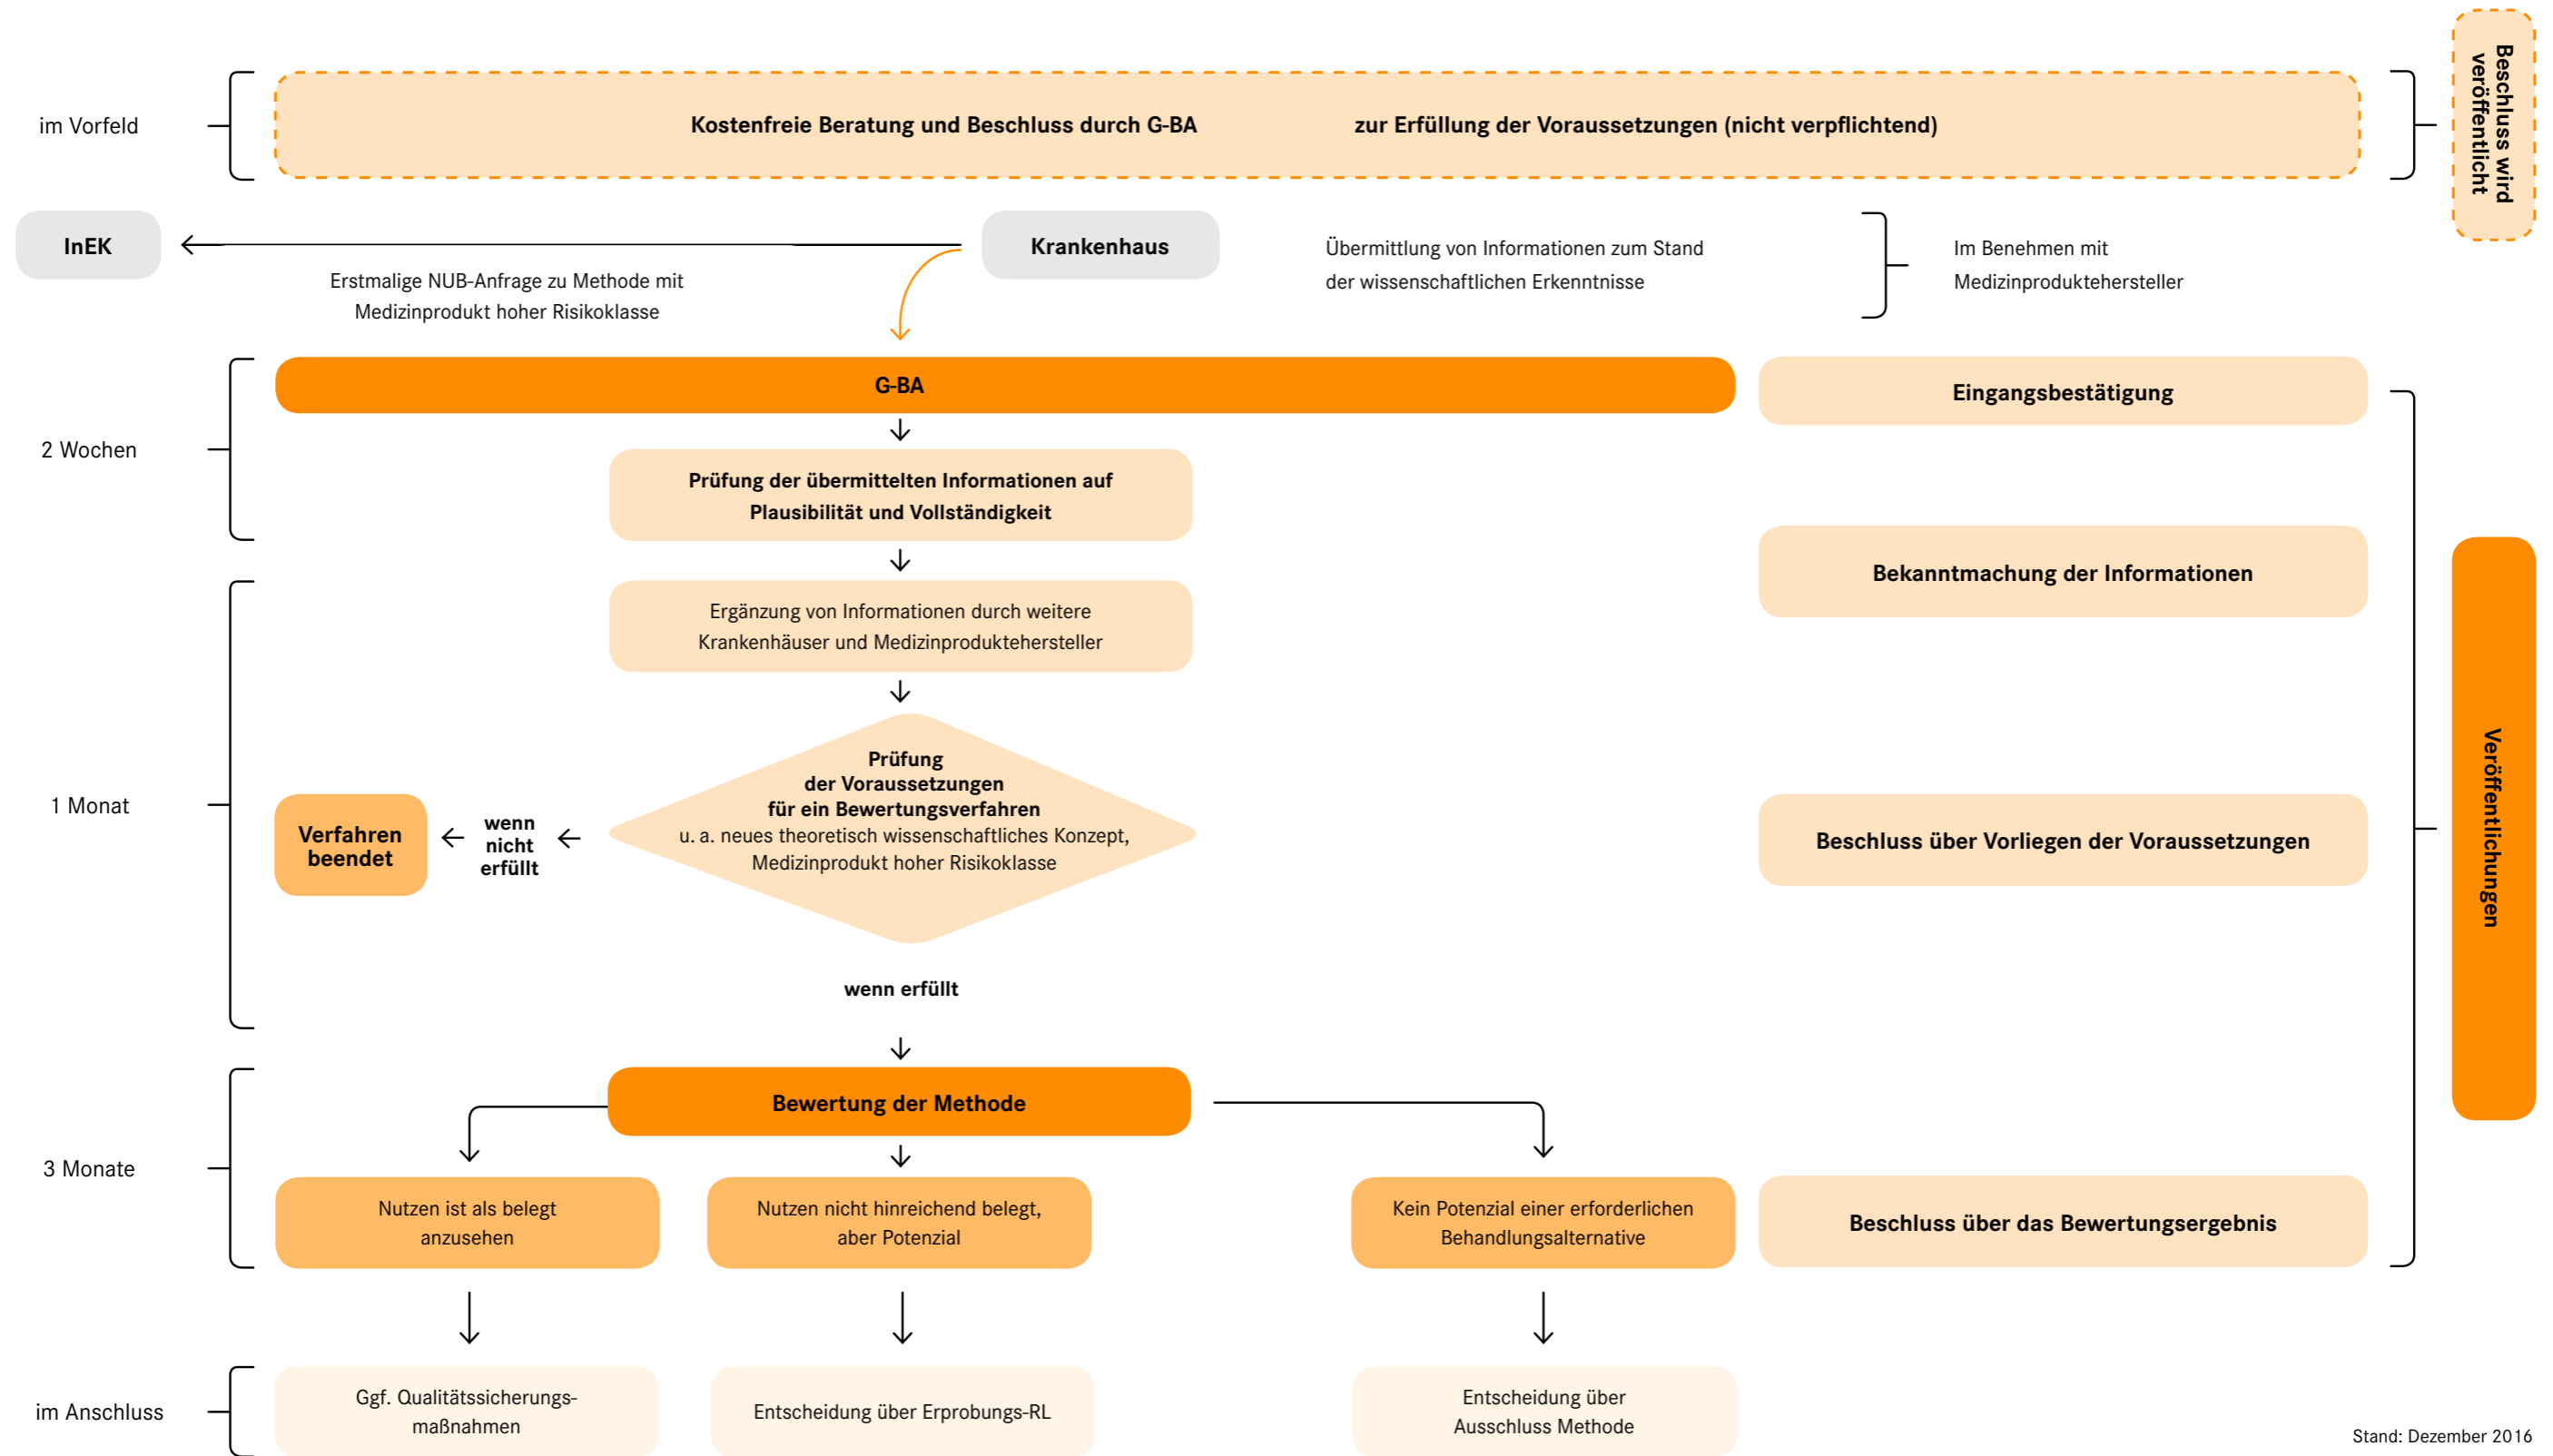 Beschluss wird
veröffentlicht
im Vorfeld
Kostenfreie Beratung und Beschluss durch G-BA zur Erfüllung der Voraussetzungen (nicht verpflichtend)
InEK
Krankenhaus
Erstmalige NUB-Anfrage zu Methode mit
Medizinprodukt hoher Risikoklasse
Übermittlung von Informationen zum Stand
der wissenschaftlichen Erkenntnisse
Im Benehmen mit
Medizinproduktehersteller
2 Wochen
G-BA
Eingangsbestätigung
Prüfung der übermittelten Informationen auf
Plausibilität und Vollständigkeit
Bekanntmachung der Informationen
1 Monat
Ergänzung von Informationen durch weitere
Krankenhäuser und Medizinproduktehersteller
Prüfung
der Voraussetzungen
für ein Bewertungsverfahren
u. a. neues theoretisch wissenschaftliches Konzept,
Medizinprodukt hoher Risikoklasse
wenn
nicht
erfüllt
Verfahren
beendet
Beschluss über Vorliegen der Voraussetzungen
Veröffentlichungen
wenn erfüllt
3 Monate
Bewertung der Methode
Nutzen ist als belegt
anzusehen
Nutzen nicht hinreichend belegt,
aber Potenzial
Kein Potenzial einer erforderlichen
Behandlungsalternative
Beschluss über das Bewertungsergebnis
im Anschluss
Ggf. Qualitätssicherungs-
maßnahmen
Entscheidung über Erprobungs-RL
Entscheidung über
Ausschluss Methode
Stand: Dezember 2016